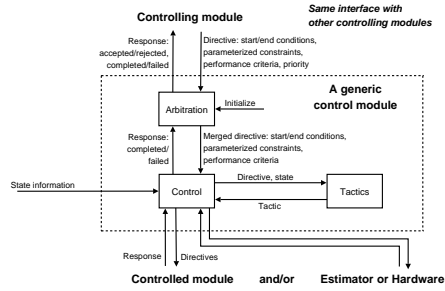 Controlling module
Same interface with
other controlling modules
Response:
accepted/rejected,
completed/failed
Directive: start/end conditions,
parameterized constraints,
performance criteria, priority
A generic
control module
Arbitration
Initialize
Response:
completed/
failed
Merged directive: start/end conditions,
parameterized constraints,
performance criteria
State information
Control
Directive, state
Tactics
Tactic
Response
Directives
Controlled module and/or Estimator or Hardware